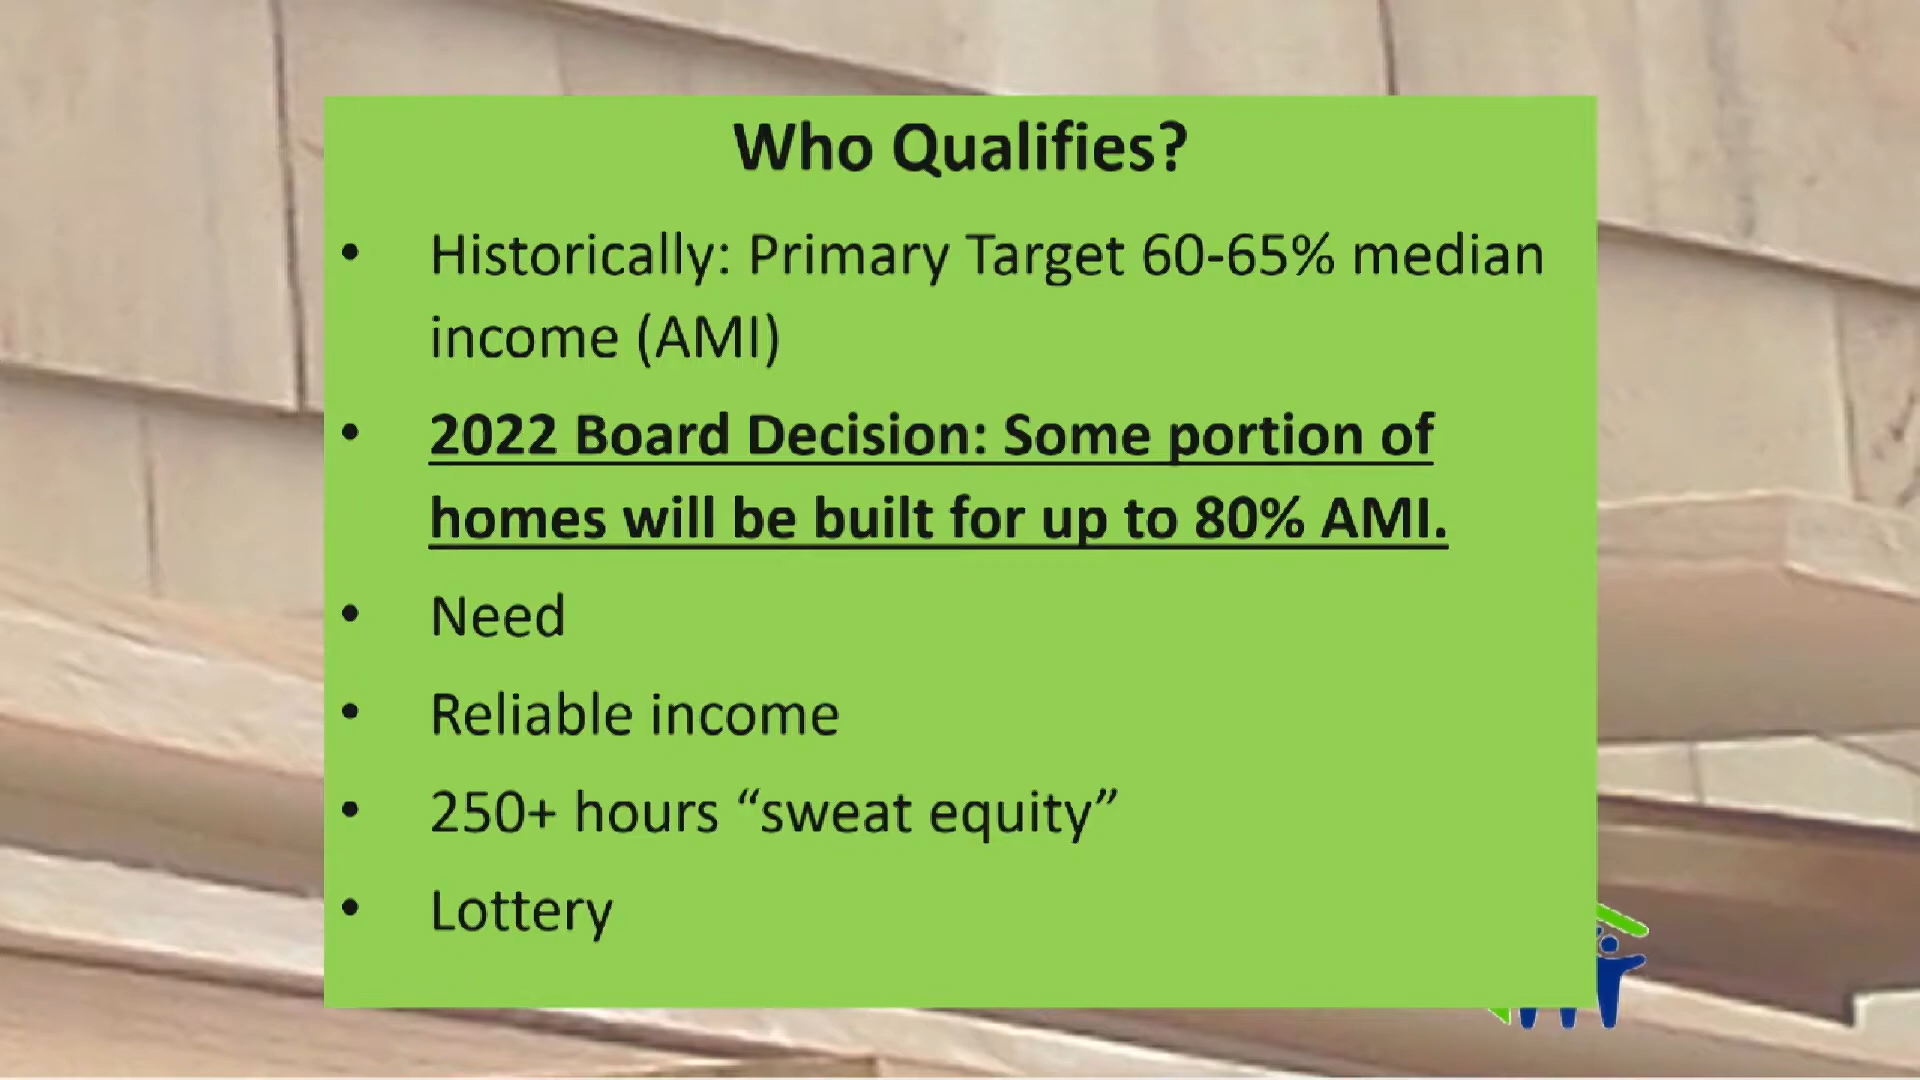 Who Qualifies?
• Historically: Primary Target 60-65% median
income (AMI)
• 2022 Board Decision: Some portion of
homes will be built for up to 80% AMI.
• Need
• Reliable income
• 250+ hours “sweat equity”
• Lottery